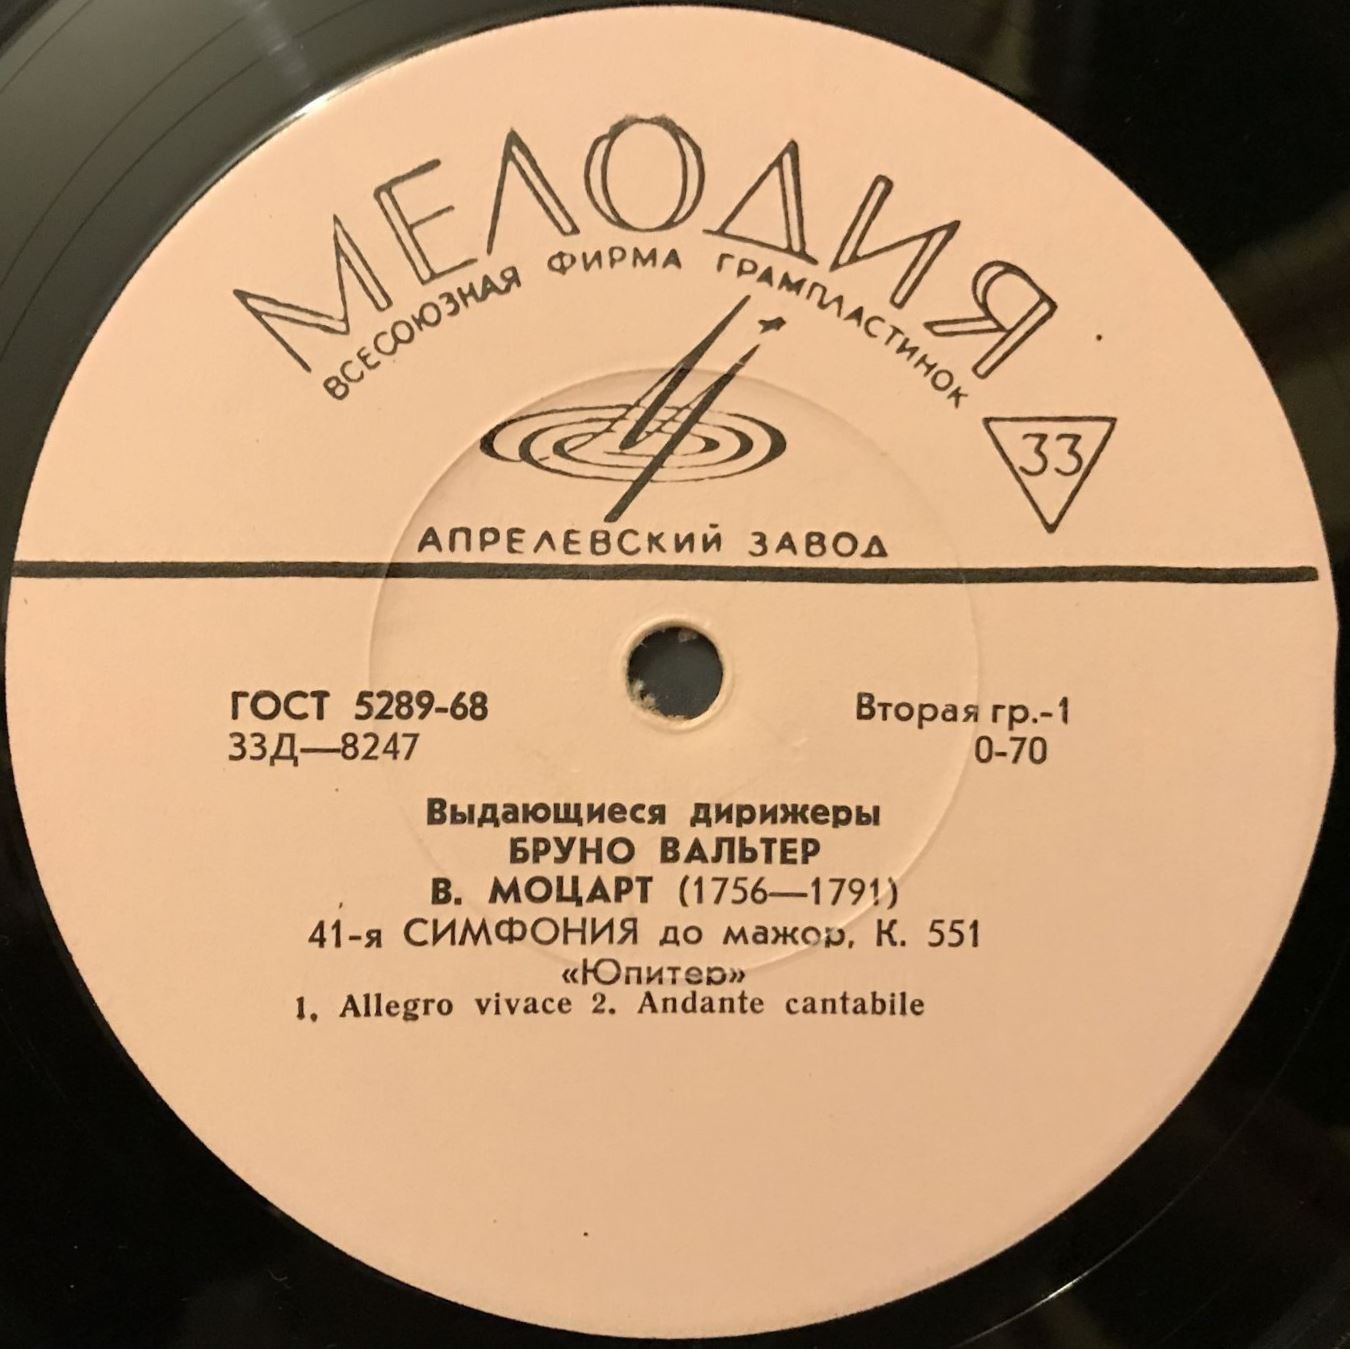 МЕЛОДИЯ
ВСЕСОЮЗНАЯ ФИРМА ГРАМПЛАСТИНОК
33
АПРЕЛЕВСКИЙ ЗАВОД
ГОСТ 5289-68
Вторая гр.-1
33Д—8247
0-70
Выдающиеся дирижеры
БРУНО ВАЛЬТЕР
В. МОЦАРТ (1756—1791)
41-я СИМФОНИЯ до мажор, К. 551
«Юпитер»
1. Allegro vivace 2. Andante cantabile